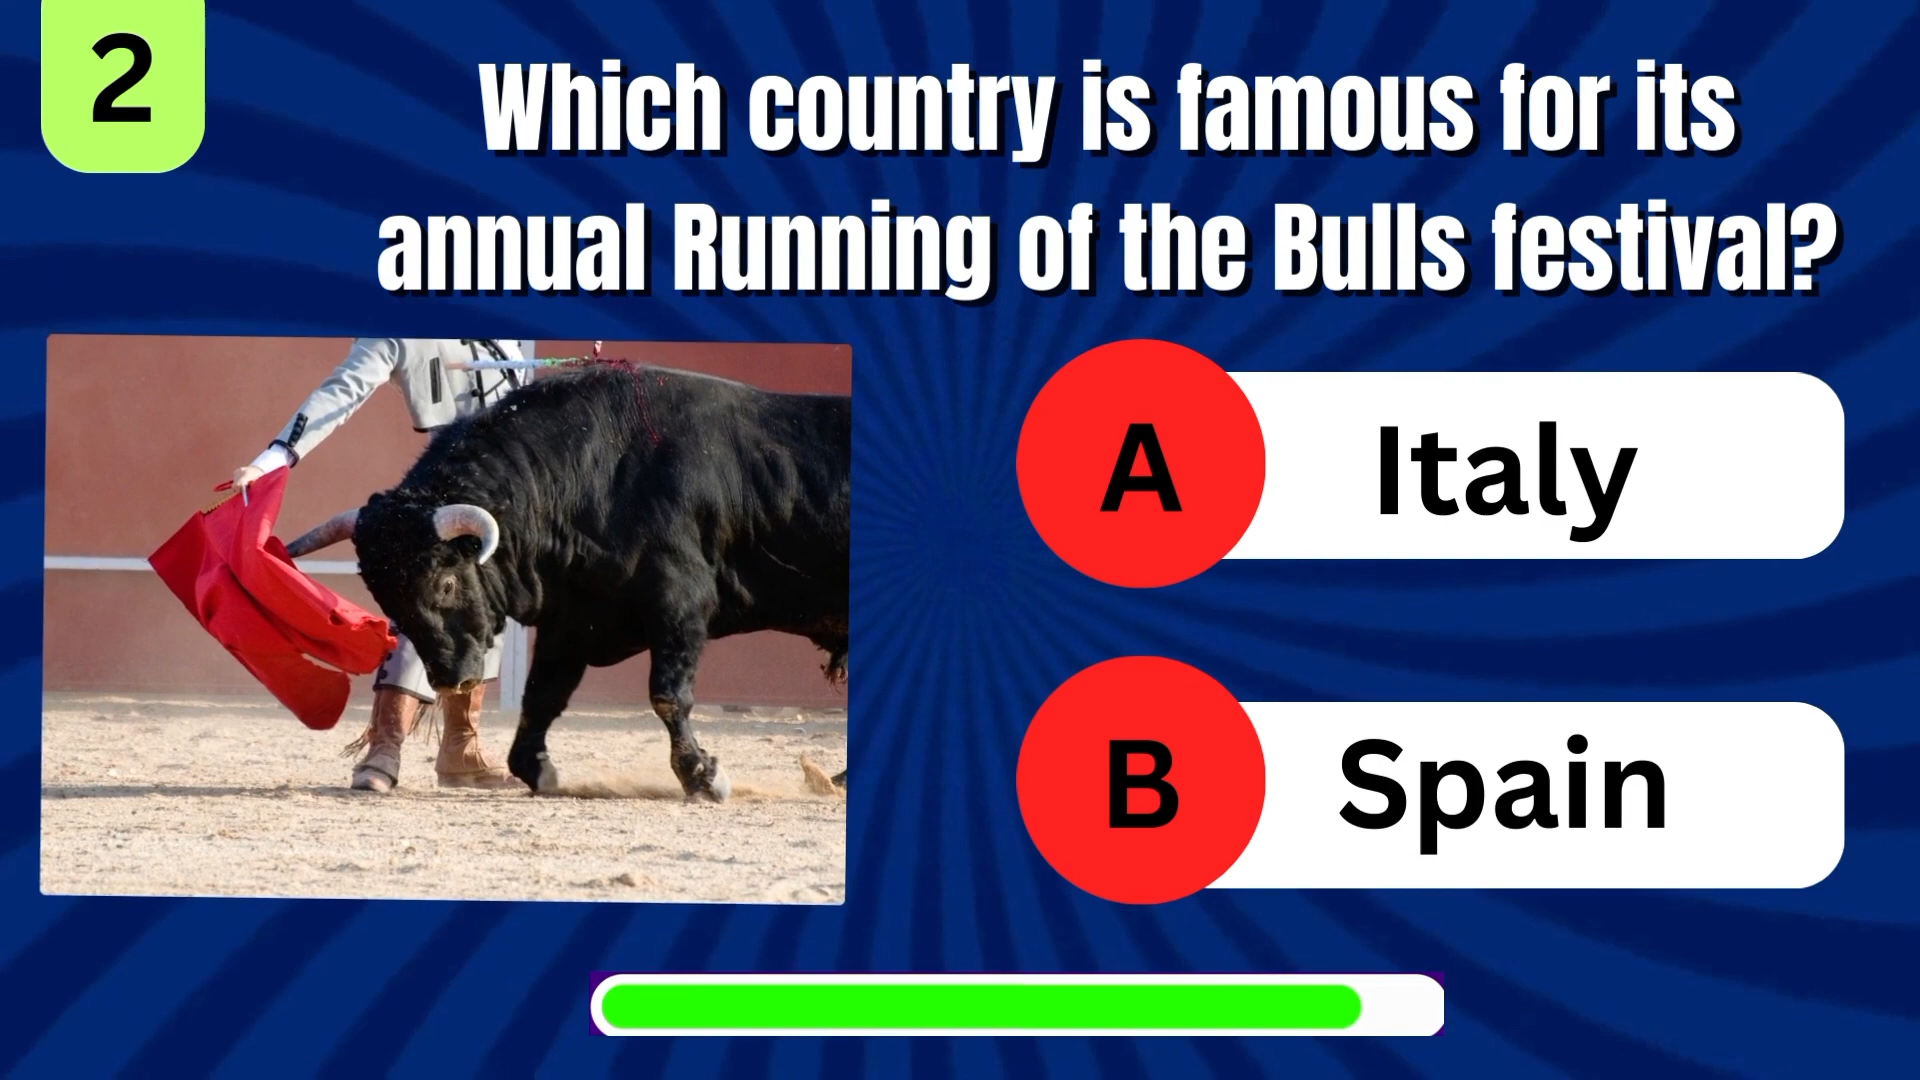 2
Which country is famous for its
annual Running of the Bulls festival?
A Italy
B Spain